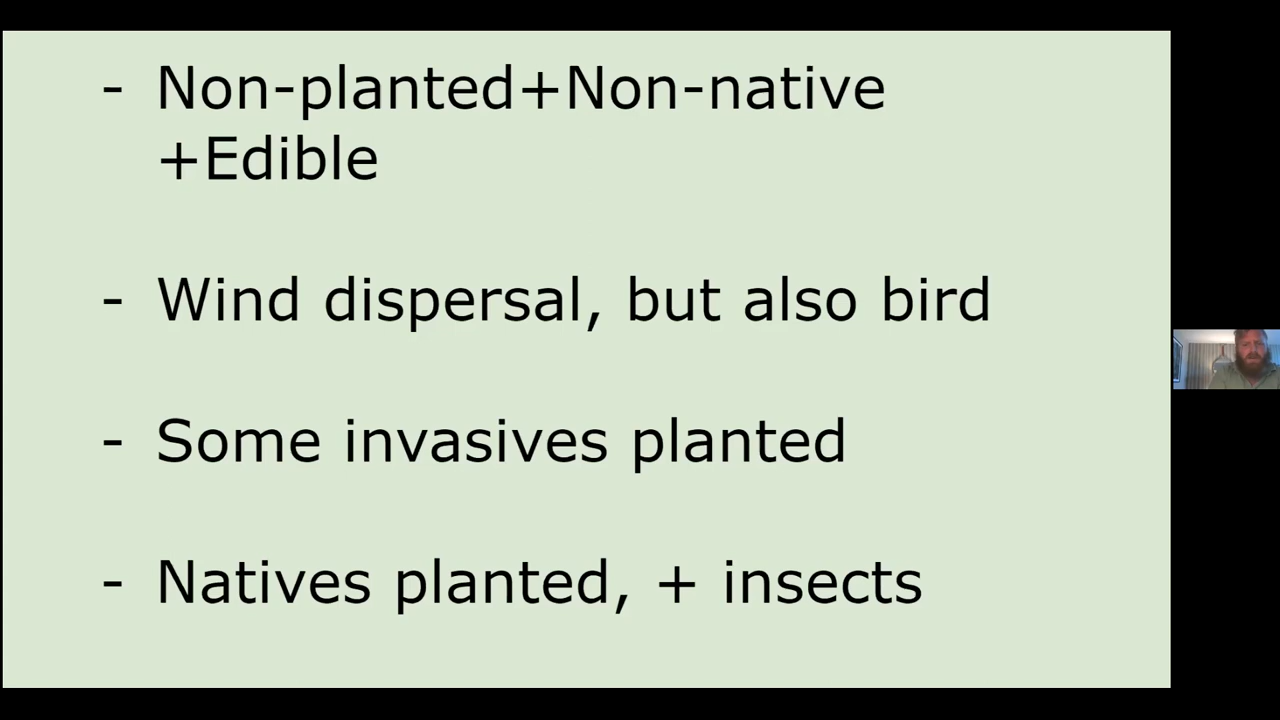 - Non-planted+Non-native
+Edible
- Wind dispersal, but also bird
- Some invasives planted
- Natives planted, + insects